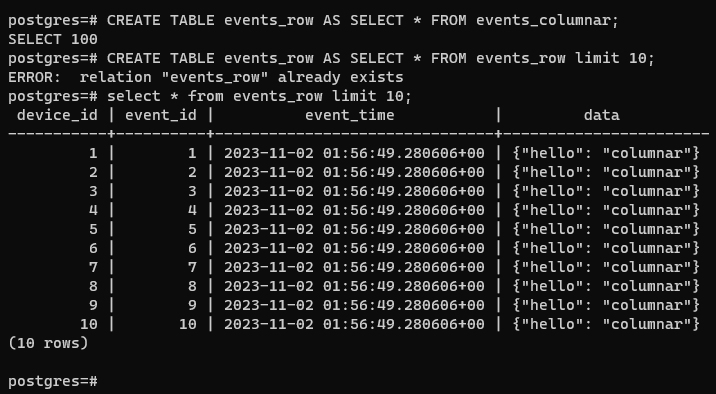 postgres=# CREATE TABLE events_row AS SELECT * FROM events_columnar;
SELECT 100
postgres=# CREATE TABLE events_row AS SELECT * FROM events_row limit 10;
ERROR:  relation "events_row" already exists
postgres=# select * from events_row limit 10;
 device_id | event_id |          event_time           |         data
-----------+----------+-------------------------------+-----------------------
         1 |        1 | 2023-11-02 01:56:49.280606+00 | {"hello": "columnar"}
         2 |        2 | 2023-11-02 01:56:49.280606+00 | {"hello": "columnar"}
         3 |        3 | 2023-11-02 01:56:49.280606+00 | {"hello": "columnar"}
         4 |        4 | 2023-11-02 01:56:49.280606+00 | {"hello": "columnar"}
         5 |        5 | 2023-11-02 01:56:49.280606+00 | {"hello": "columnar"}
         6 |        6 | 2023-11-02 01:56:49.280606+00 | {"hello": "columnar"}
         7 |        7 | 2023-11-02 01:56:49.280606+00 | {"hello": "columnar"}
         8 |        8 | 2023-11-02 01:56:49.280606+00 | {"hello": "columnar"}
         9 |        9 | 2023-11-02 01:56:49.280606+00 | {"hello": "columnar"}
        10 |       10 | 2023-11-02 01:56:49.280606+00 | {"hello": "columnar"}
(10 rows)

postgres=#